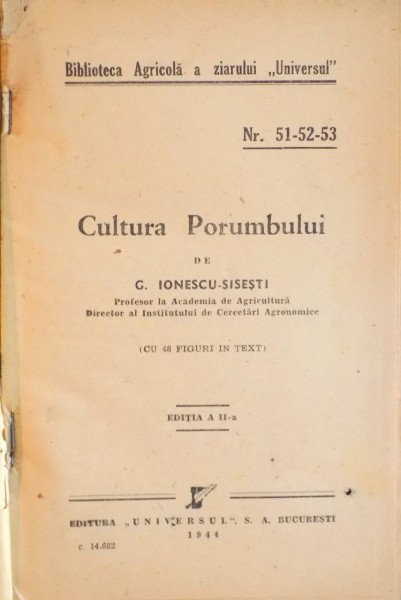 Biblioteca Agricolă a ziarului „Universul”
Nr. 51-52-53
Cultura Porumbului
DE
G. IONESCU-SISEȘTI
Profesor la Academia de Agricultură
Director al Institutului de Cercetări Agronomice
(CU 48 FIGURI IN TEXT)
EDIȚIA A II-a
EDITURA „UNIVERSUL”, S. A. BUCUREȘTI
1944
c. 14.682